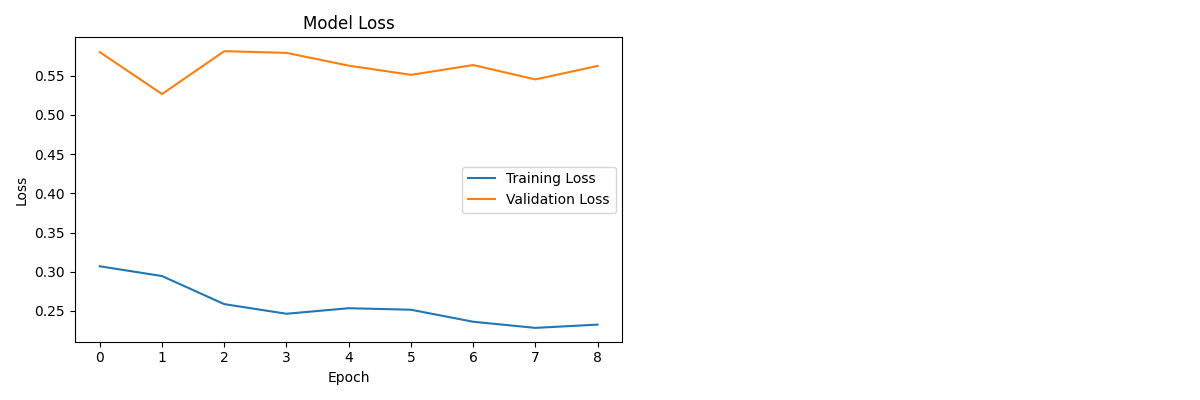 Model Loss
0.55
0.50
0.45
0.40
0.35
0.30
0.25
Loss
Training Loss
Validation Loss
0 1 2 3 4 5 6 7 8
Epoch